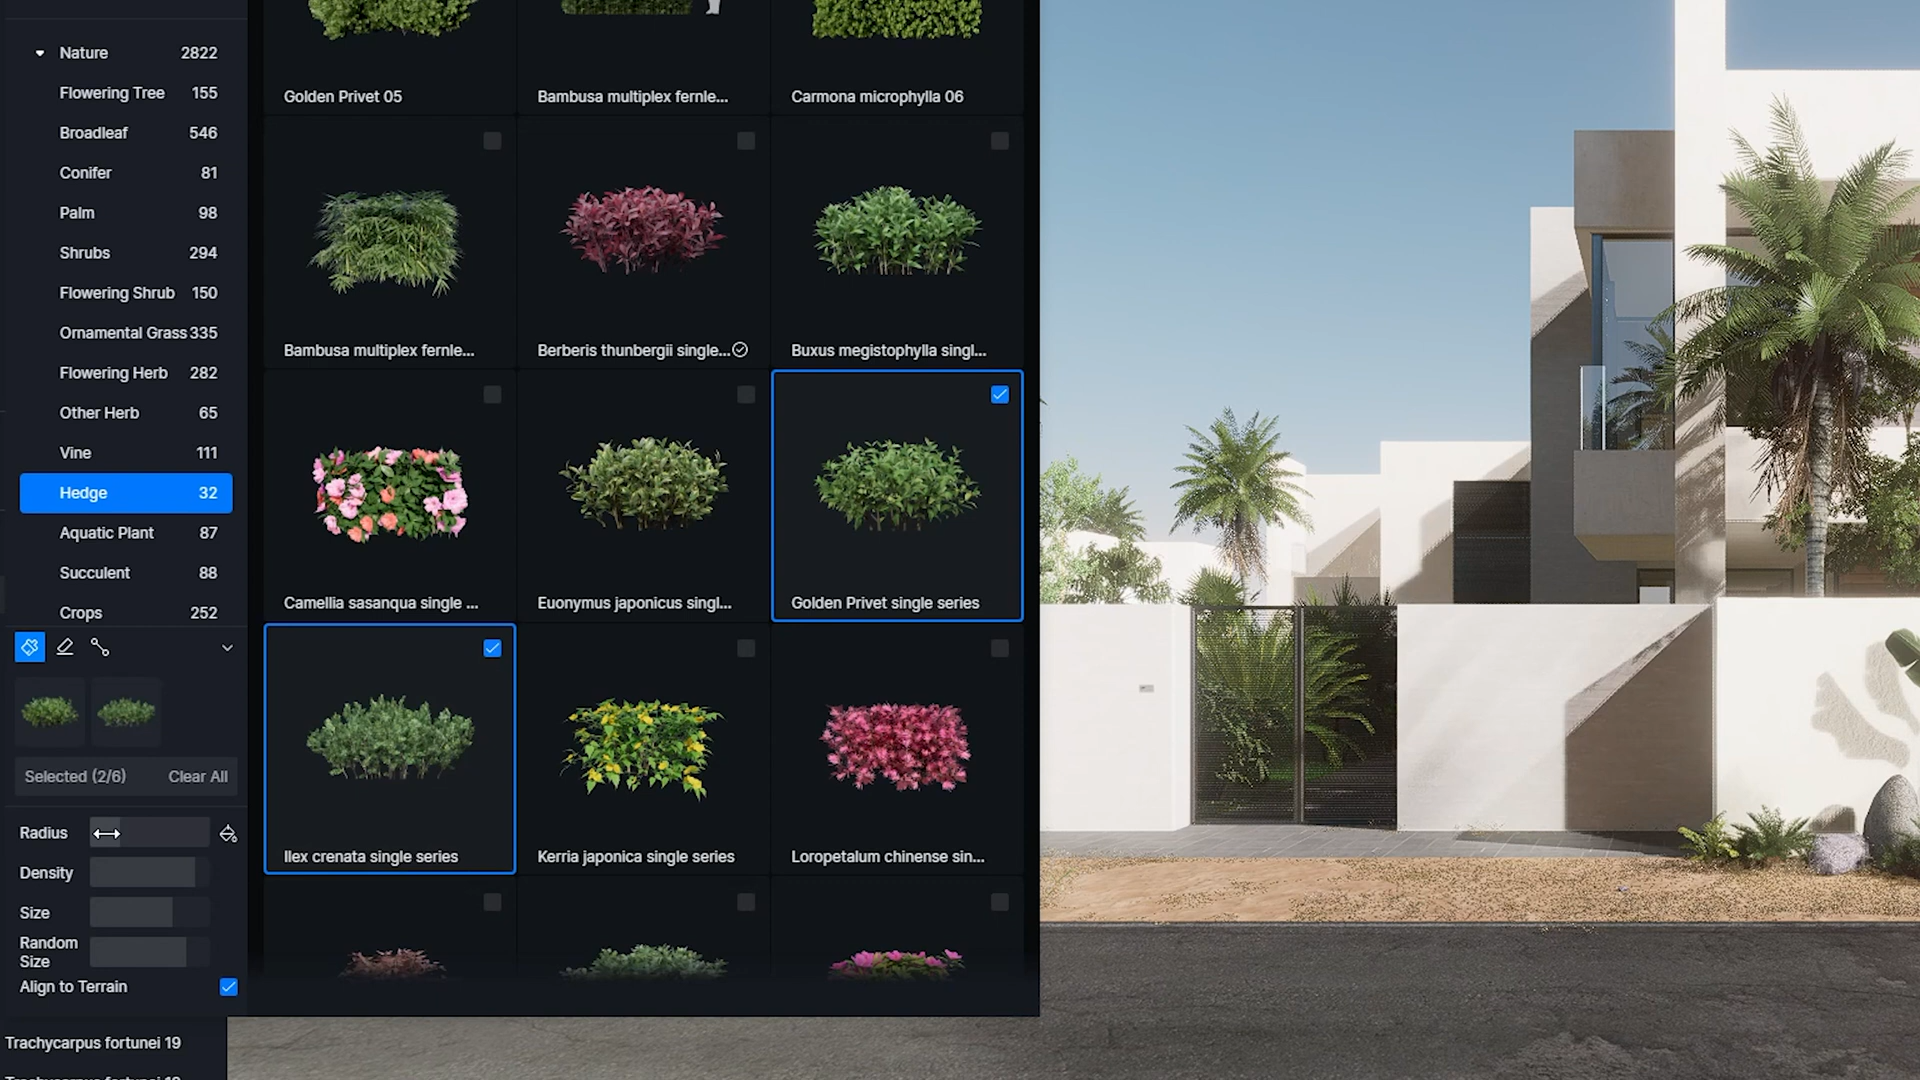 Nature 2822
Flowering Tree 155
Broadleaf 546
Conifer 81
Palm 98
Shrubs 294
Flowering Shrub 150
Ornamental Grass 335
Flowering Herb 282
Other Herb 65
Vine 111
Hedge 32
Aquatic Plant 87
Succulent 88
Crops 252
Selected (2/6) Clear All
Radius
Density
Size
Random
Size
Align to Terrain
Trachycarpus fortunei 19
Trachycarpus fortunei 19
Golden Privet 05
Bambusa multiplex fernle...
Carmona microphylla 06
Bambusa multiplex fernle...
Berberis thunbergii single...
Buxus megistophylla singl...
Camellia sasanqua single ...
Euonymus japonicus singl...
Golden Privet single series
Ilex crenata single series
Kerria japonica single series
Loropetalum chinense sin...